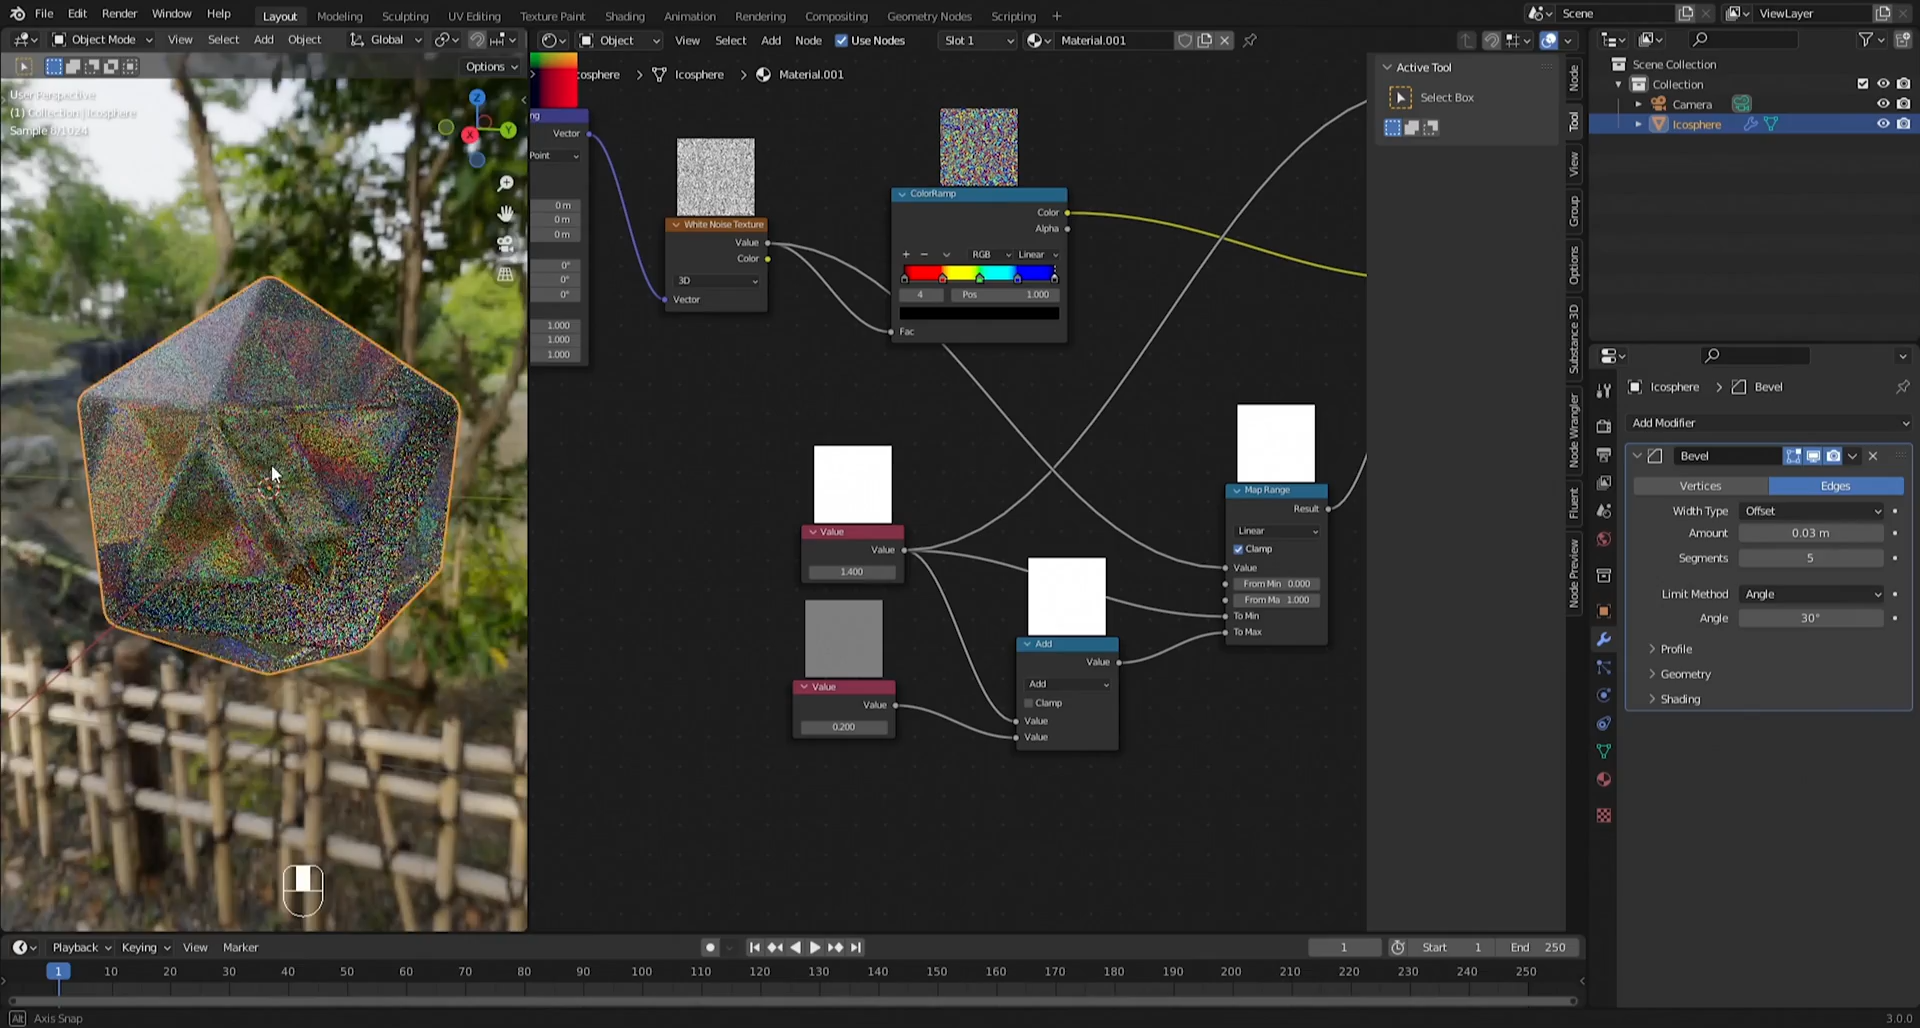 File Edit Render Window Help Layout Modeling Sculpting UV Editing Texture Paint Shading Animation Rendering Compositing Geometry Nodes Scripting + Scene ViewLayer
Object Mode View Select Add Object Global Object View Select Add Node Use Nodes Slot 1 Material.001
Options
cosphere > Icosphere > Material.001
User Perspective
(1) Collection | Icosphere
Sample 0/1024
Z
Y
X
ng
Vector
Point
0 m
0 m
0 m
0°
0°
0°
1.000
1.000
1.000
White Noise Texture
Value
Color
3D
Vector
ColorRamp
Color
Alpha
+ − RGB Linear
4 Pos 1.000
Fac
Value
Value
1.400
Value
Value
0.200
Add
Value
Add
Clamp
Value
Value
Map Range
Result
Linear
Clamp
Value
From Min 0.000
From Ma 1.000
To Min
To Max
Active Tool
Select Box
Node
Tool
View
Group
Options
Substance 3D
Node Wrangler
Fluent
Node Preview
Scene Collection
Collection
Camera
Icosphere
Icosphere > Bevel
Add Modifier
Bevel
Vertices Edges
Width Type Offset
Amount 0.03 m
Segments 5
Limit Method Angle
Angle 30°
Profile
Geometry
Shading
Playback Keying View Marker 1 Start 1 End 250
1 10 20 30 40 50 60 70 80 90 100 110 120 130 140 150 160 170 180 190 200 210 220 230 240 250
Alt Axis Snap 3.0.0